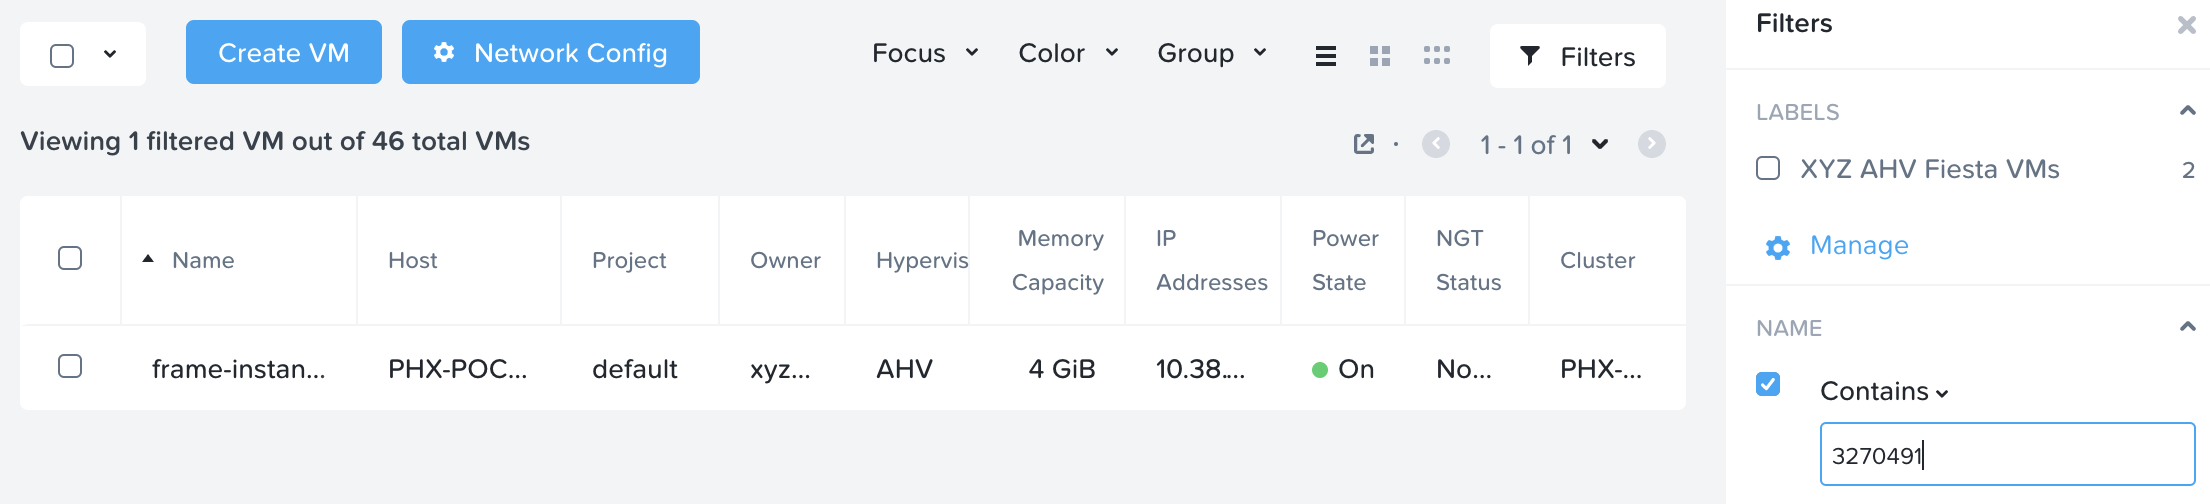 Create VM
Network Config
Focus
Color
Group
Filters
Viewing 1 filtered VM out of 46 total VMs
1 - 1 of 1
Name
Host
Project
Owner
Hypervis
Memory Capacity
IP Addresses
Power State
NGT Status
Cluster
frame-instan...
PHX-POC...
default
xyz...
AHV
4 GiB
10.38....
On
No...
PHX-...
Filters
LABELS
XYZ AHV Fiesta VMs 2
Manage
NAME
Contains
3270491